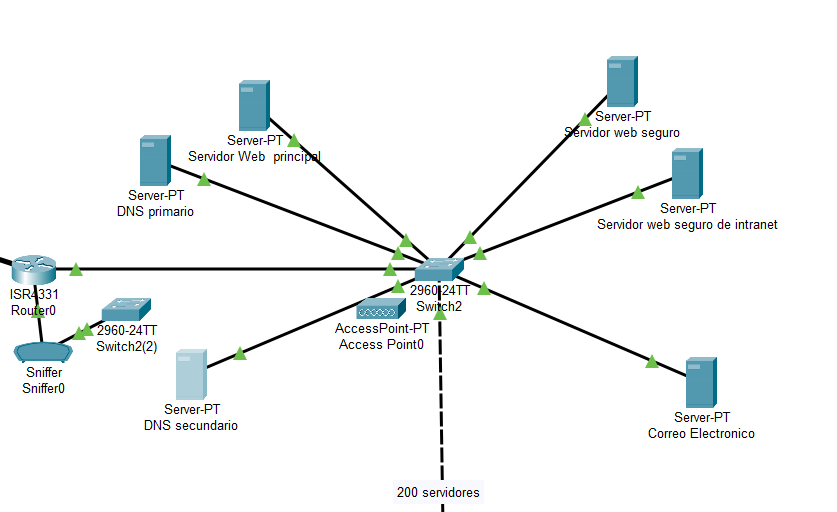 Server-PT
Servidor web seguro
Server-PT
Servidor Web  principal
Server-PT
DNS primario
Server-PT
Servidor web seguro de intranet
ISR4331
Router0
2960-24TT
Switch2
2960-24TT
Switch2(2)
AccessPoint-PT
Access Point0
Sniffer
Sniffer0
Server-PT
DNS secundario
Server-PT
Correo Electronico
200 servidores